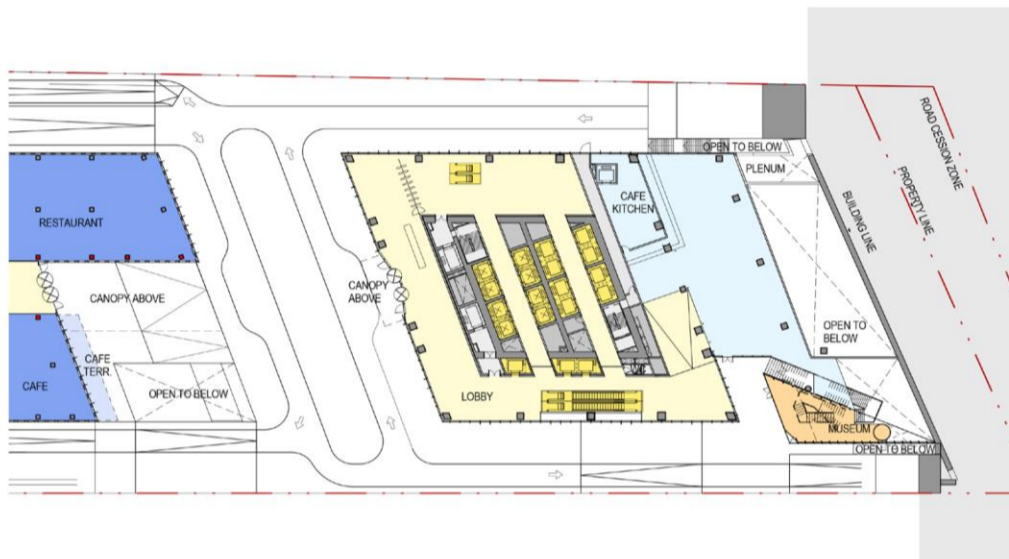 ROAD CESSION ZONE
PROPERTY LINE
BUILDING LINE
OPEN TO BELOW
PLENUM
CAFE
KITCHEN
RESTAURANT
CANOPY ABOVE
CANOPY
ABOVE
CAFE
TERR.
CAFE
OPEN TO BELOW
LOBBY
OPEN TO
BELOW
MUSEUM
OPEN TO BELOW